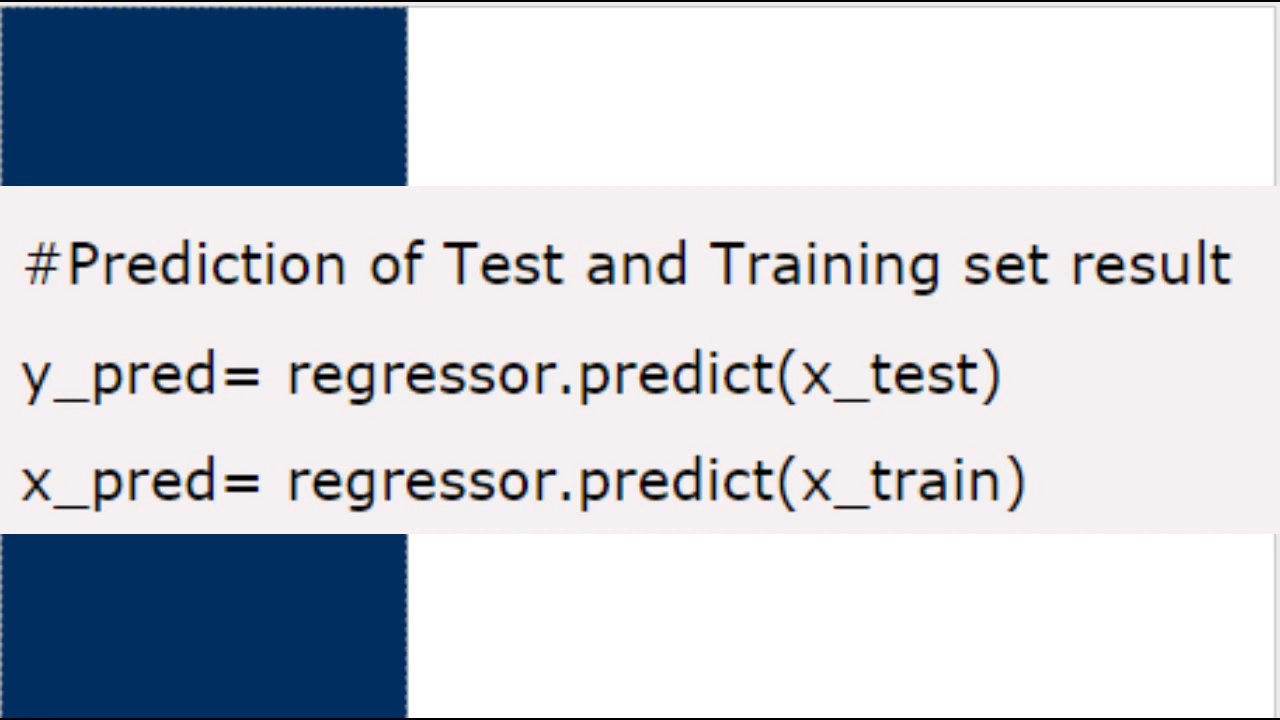 #Prediction of Test and Training set result
y_pred= regressor.predict(x_test)
x_pred= regressor.predict(x_train)